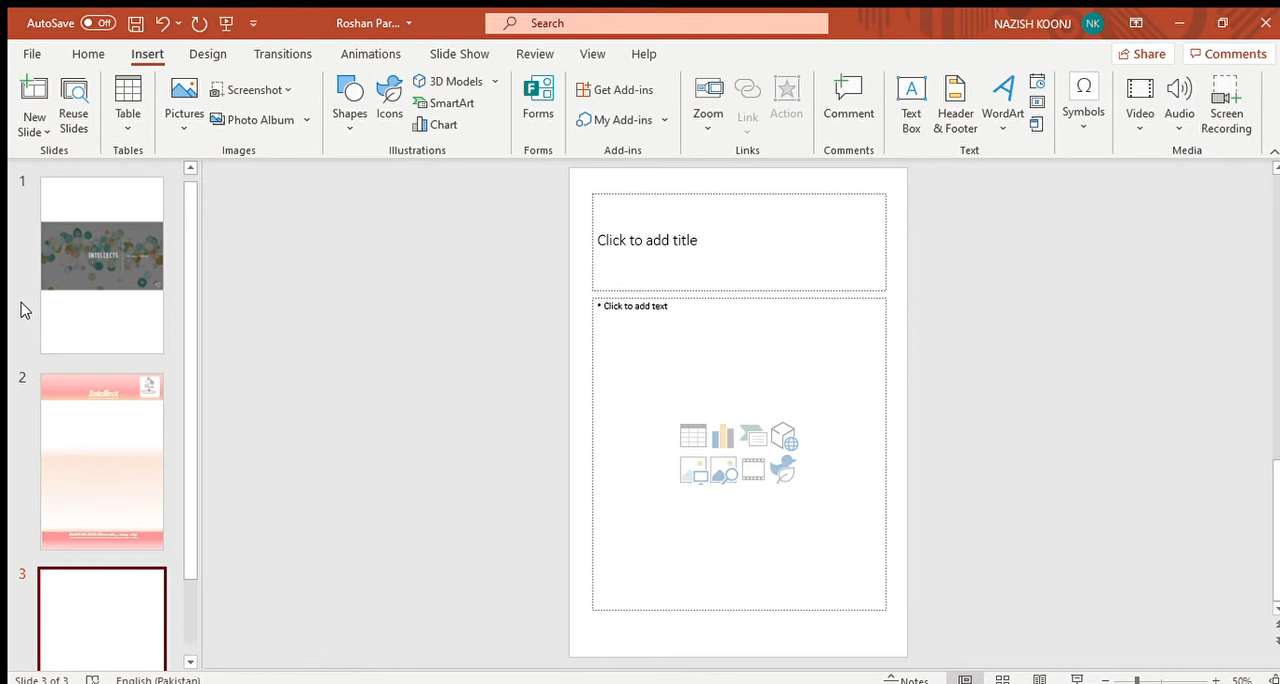 AutoSave Off Roshan Par... Search NAZISH KOONJ NK
File Home Insert Design Transitions Animations Slide Show Review View Help Share Comments
New Slide Reuse Slides Table Pictures Screenshot Photo Album Shapes Icons 3D Models SmartArt Chart Forms Get Add-ins My Add-ins Zoom Link Action Comment Text Box Header & Footer WordArt Symbols Video Audio Screen Recording
Slides Tables Images Illustrations Forms Add-ins Links Comments Text Media
1
INTELLECTS
2
Intellect
3
Click to add title
• Click to add text
Slide 3 of 3 English (Pakistan) Notes 50%